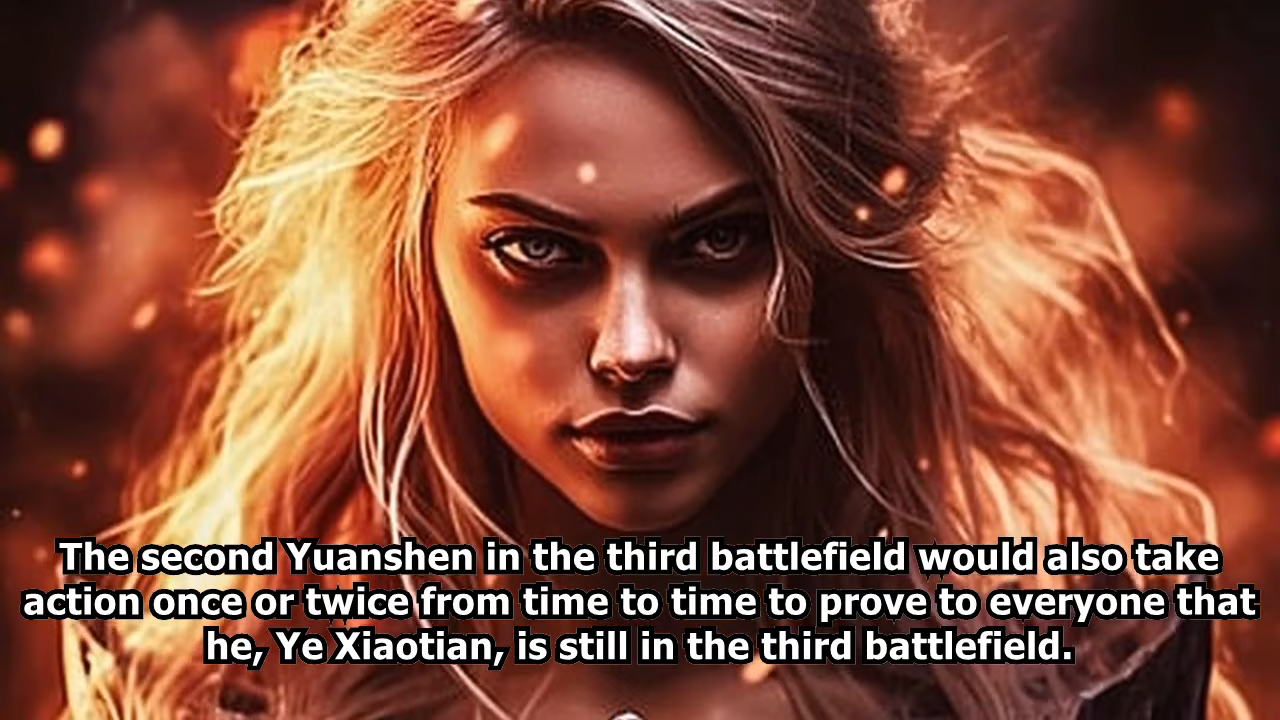 The second Yuanshen in the third battlefield would also take
action once or twice from time to time to prove to everyone that
he, Ye Xiaotian, is still in the third battlefield.